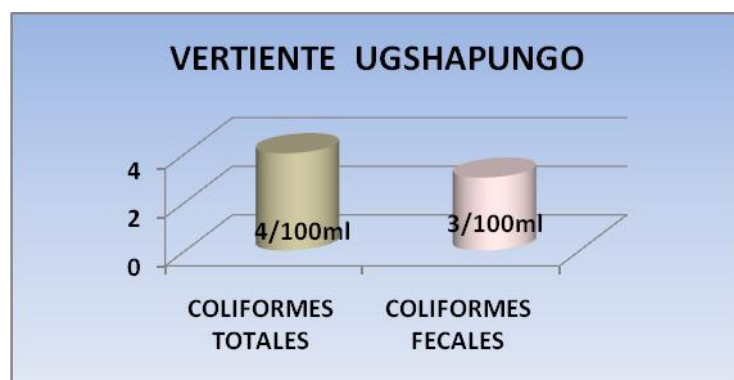 VERTIENTE UGSHAPUNGO
4
2
0
4/100ml
3/100ml
COLIFORMES
TOTALES
COLIFORMES
FECALES